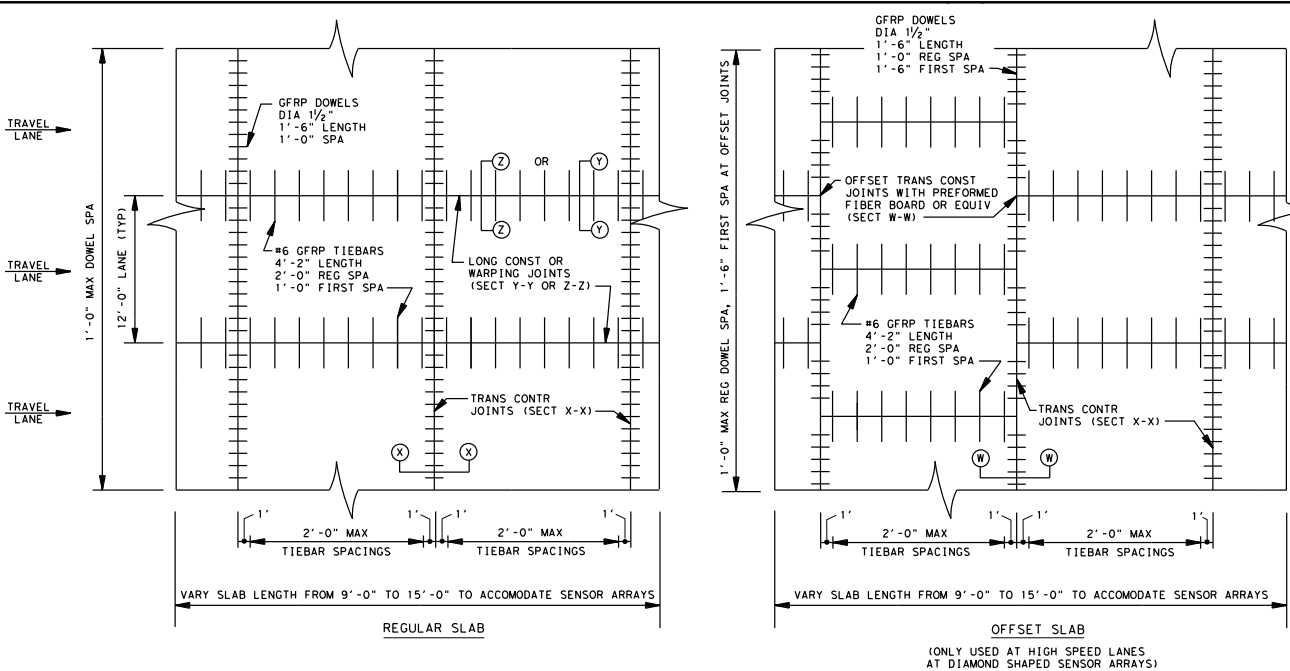 TRAVEL
LANE
TRAVEL
LANE
TRAVEL
LANE
1'-0" MAX DOWEL SPA
12'-0" LANE (TYP)
GFRP DOWELS
DIA 1½"
1'-6" LENGTH
1'-0" SPA
Z
OR
Y
Z
Y
#6 GFRP TIEBARS
4'-2" LENGTH
2'-0" REG SPA
1'-0" FIRST SPA
LONG CONST OR
WARPING JOINTS
(SECT Y-Y OR Z-Z)
TRANS CONTR
JOINTS (SECT X-X)
X
X
1'
1'
1'
1'
2'-0" MAX
TIEBAR SPACINGS
2'-0" MAX
TIEBAR SPACINGS
VARY SLAB LENGTH FROM 9'-0" TO 15'-0" TO ACCOMODATE SENSOR ARRAYS
REGULAR SLAB
1'-0" MAX REG DOWEL SPA, 1'-6" FIRST SPA AT OFFSET JOINTS
GFRP DOWELS
DIA 1½"
1'-6" LENGTH
1'-0" REG SPA
1'-6" FIRST SPA
OFFSET TRANS CONST
JOINTS WITH PREFORMED
FIBER BOARD OR EQUIV
(SECT W-W)
#6 GFRP TIEBARS
4'-2" LENGTH
2'-0" REG SPA
1'-0" FIRST SPA
TRANS CONTR
JOINTS (SECT X-X)
W
W
1'
1'
1'
1'
2'-0" MAX
TIEBAR SPACINGS
2'-0" MAX
TIEBAR SPACINGS
VARY SLAB LENGTH FROM 9'-0" TO 15'-0" TO ACCOMODATE SENSOR ARRAYS
OFFSET SLAB
(ONLY USED AT HIGH SPEED LANES
AT DIAMOND SHAPED SENSOR ARRAYS)